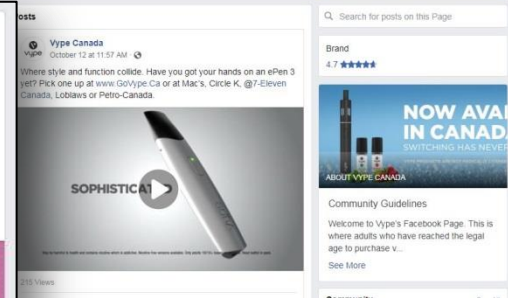 osts
Vype Canada
October 12 at 11:57 AM ·
Where style and function collide. Have you got your hands on an ePen 3
yet? Pick one up at www.GoVype.Ca or at Mac's, Circle K, @7-Eleven
Canada, Loblaws or Petro-Canada.
SOPHISTICATED
215 Views
Search for posts on this Page
Brand
4.7
NOW AVAI
IN CANAD
SWITCHING HAS NEVER
ABOUT VYPE CANADA
Community Guidelines
Welcome to Vype's Facebook Page. This is
where adults who have reached the legal
age to purchase v...
See More
Community